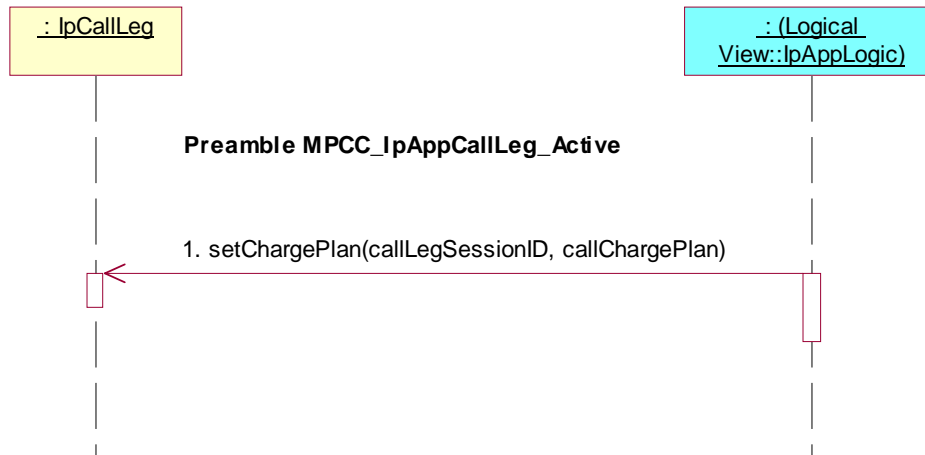 : IpCallLeg
: (Logical
View::IpAppLogic)
Preamble MPCC_IpAppCallLeg_Active
1. setChargePlan(callLegSessionID, callChargePlan)